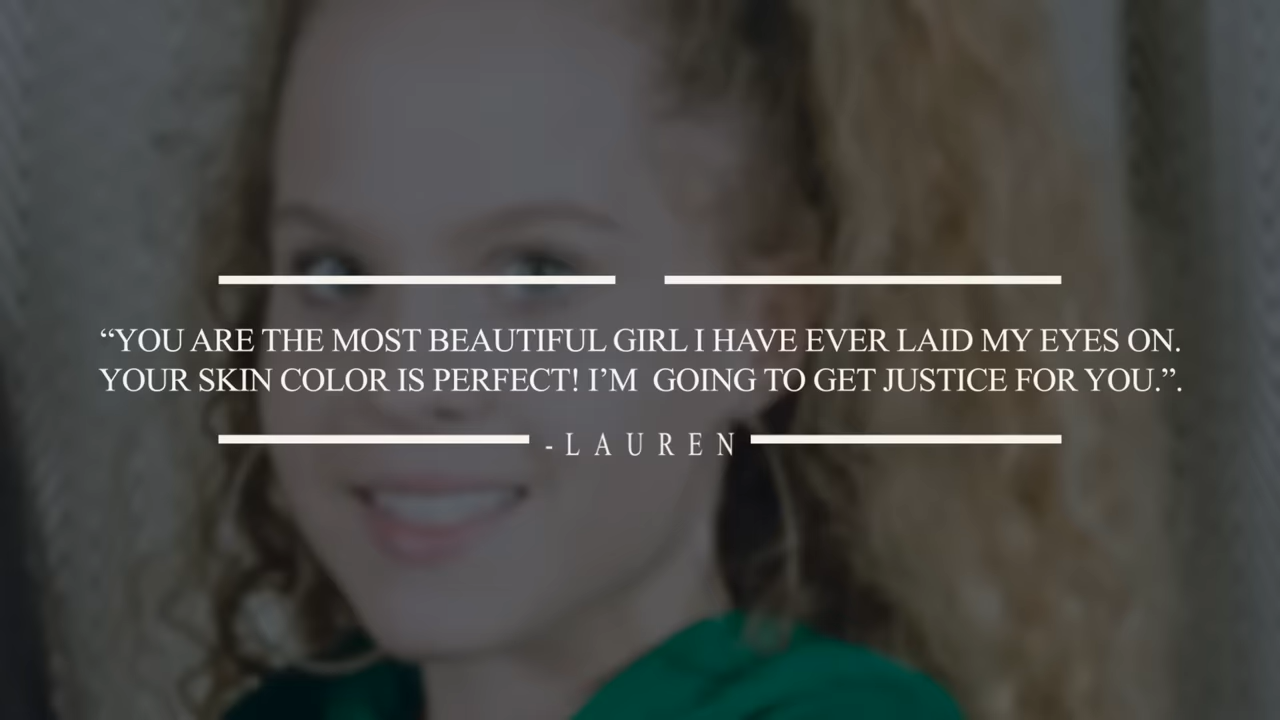 “YOU ARE THE MOST BEAUTIFUL GIRL I HAVE EVER LAID MY EYES ON.
YOUR SKIN COLOR IS PERFECT! I’M  GOING TO GET JUSTICE FOR YOU.”.
-LAUREN